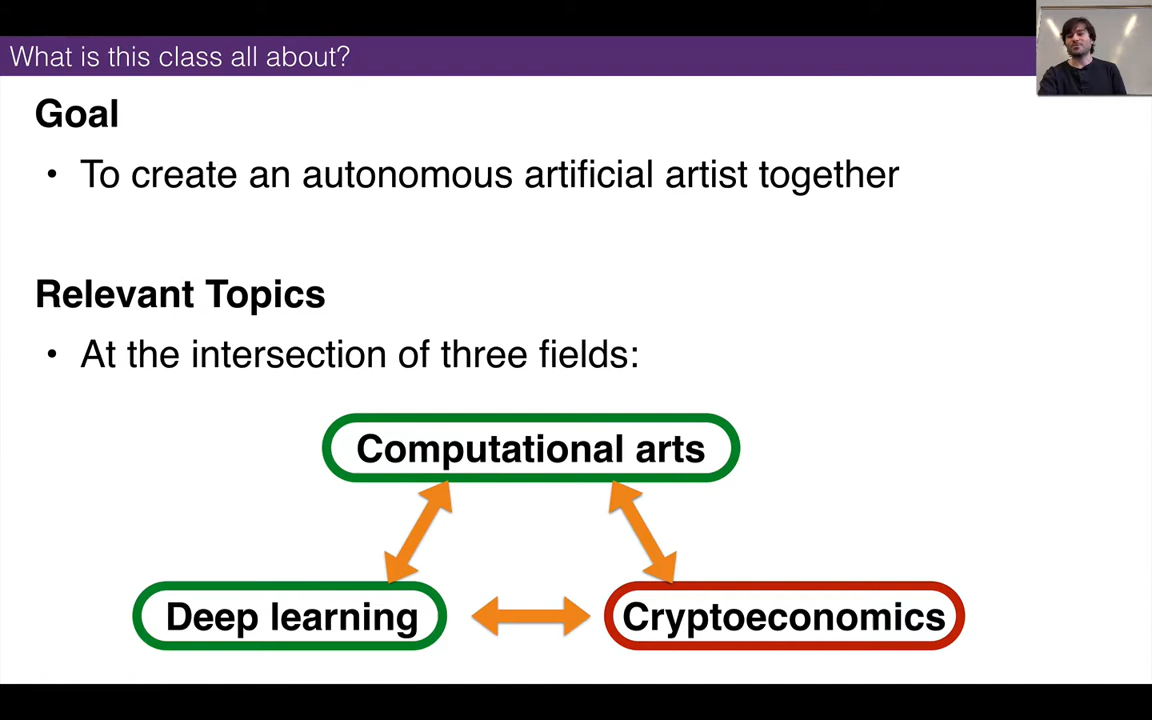 What is this class all about?
Goal
• To create an autonomous artificial artist together
Relevant Topics
• At the intersection of three fields:
Computational arts
Deep learning
Cryptoeconomics